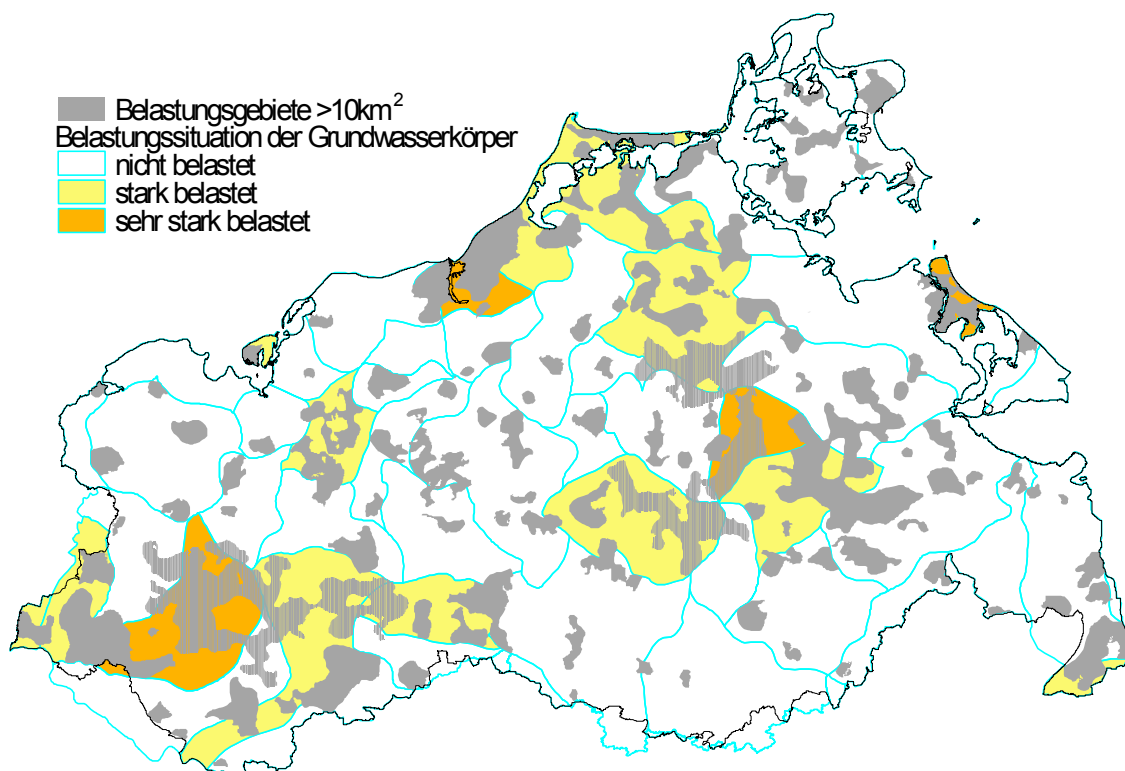 Belastungsgebiete >10km²
Belastungssituation der Grundwasserkörper
nicht belastet
stark belastet
sehr stark belastet